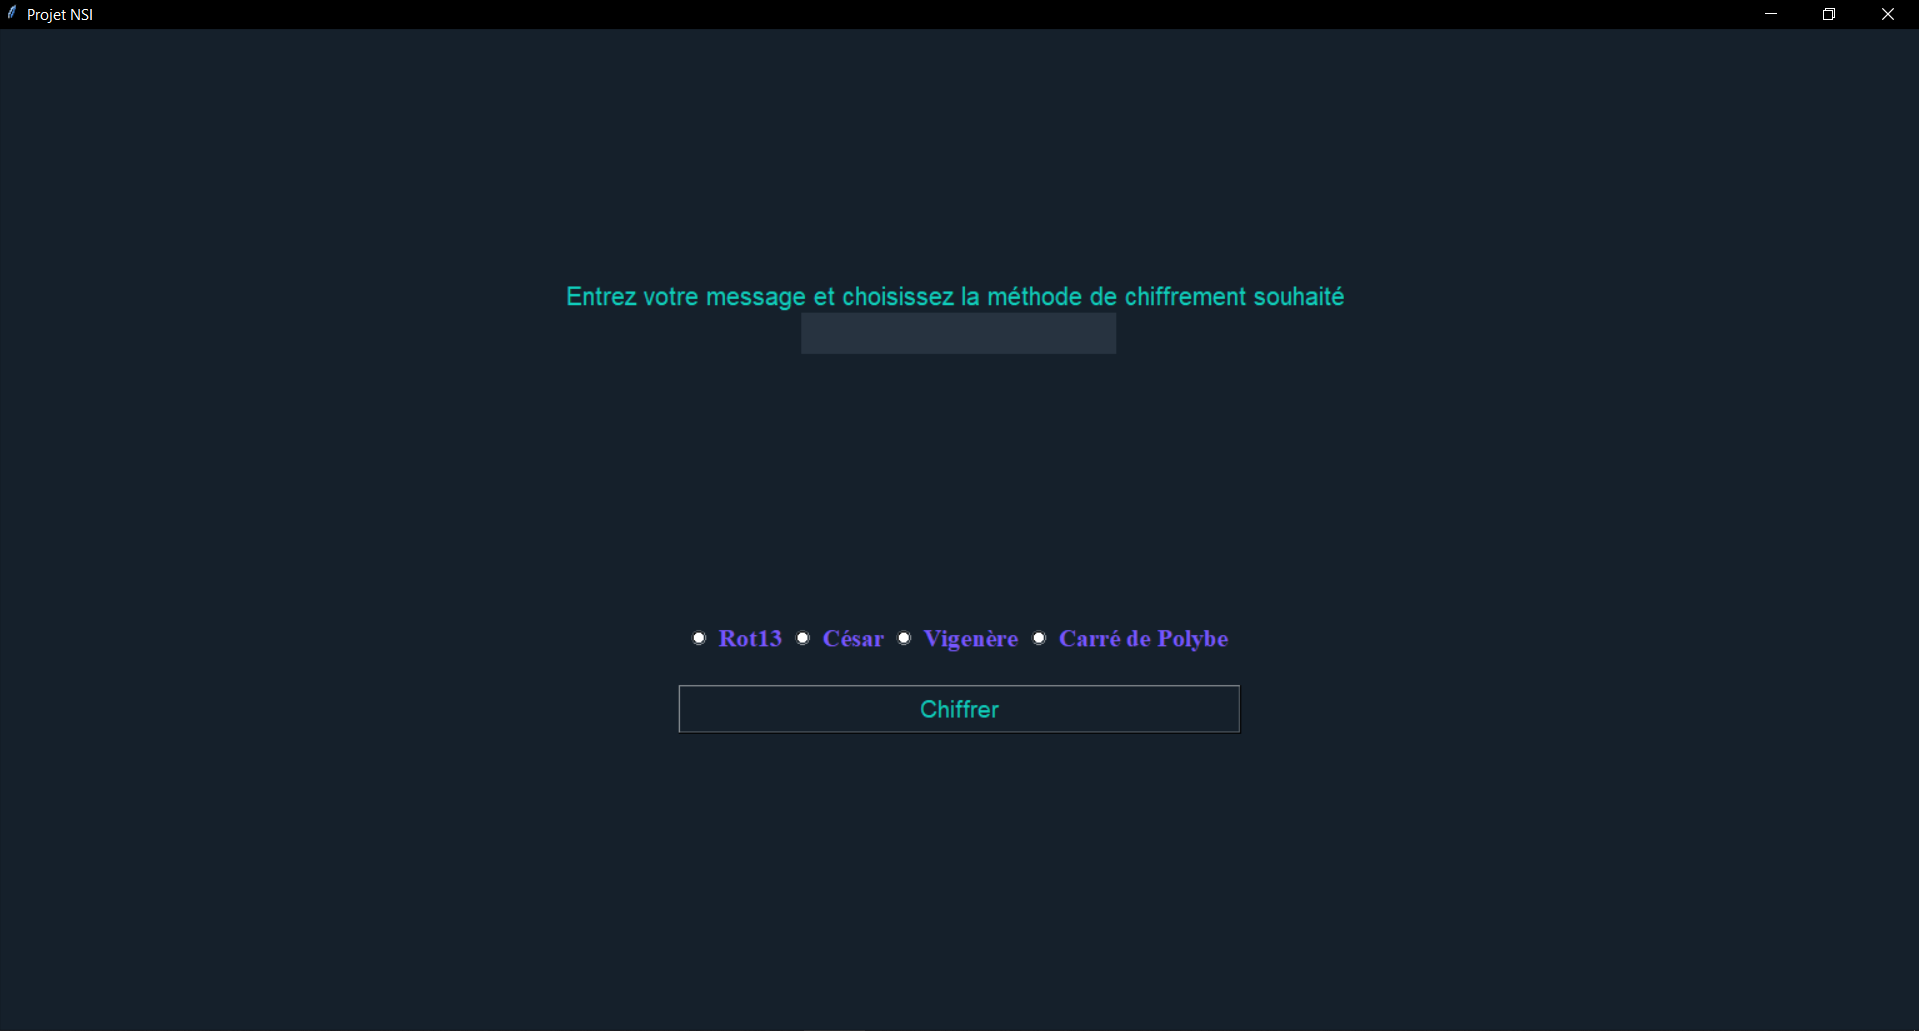 Projet NSI
Entrez votre message et choisissez la méthode de chiffrement souhaité
Rot13 César Vigenère Carré de Polybe
Chiffrer